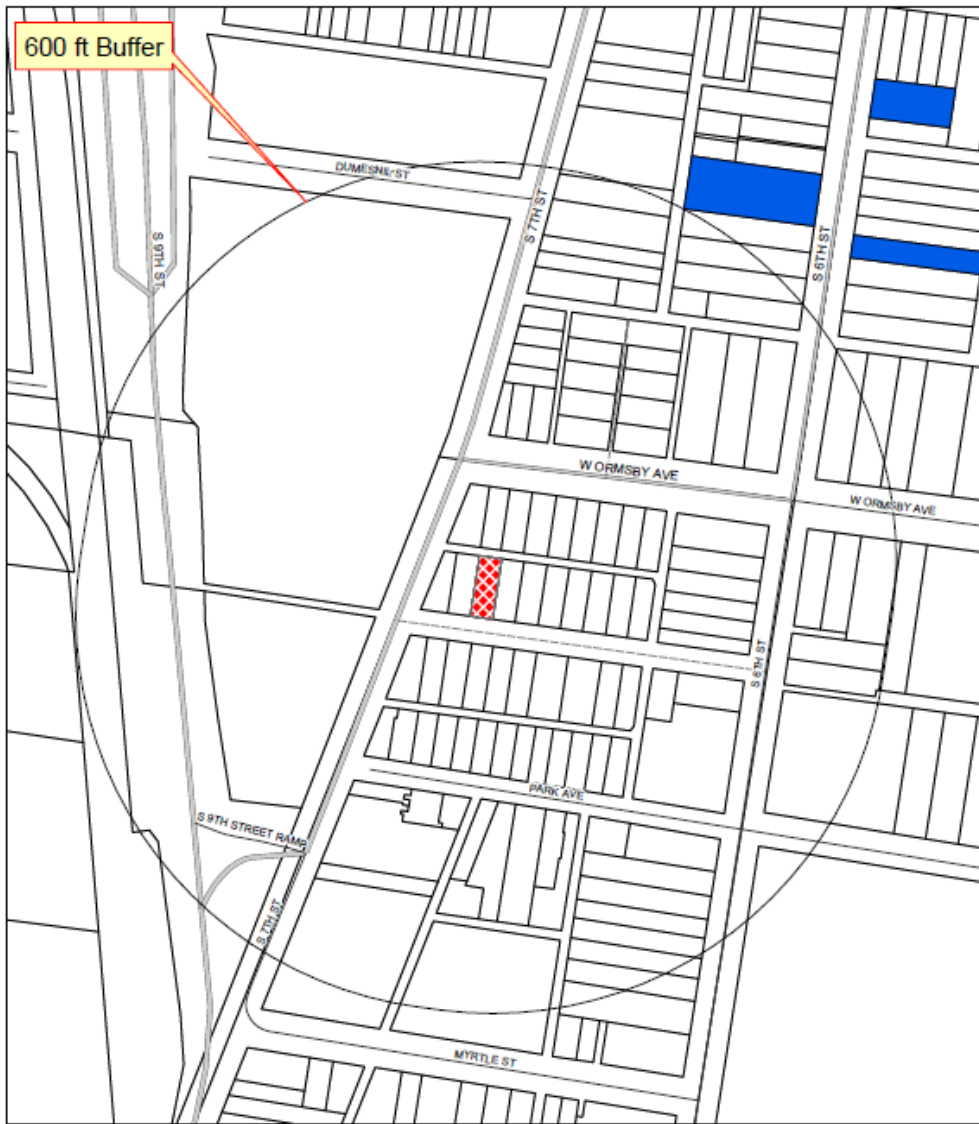 600 ft Buffer
DUMESNIL ST
S 7TH ST
S 9TH ST
S 6TH ST
W ORMSBY AVE
W ORMSBY AVE
S 6TH ST
PARK AVE
S 9TH STREET RAMP
S 7TH ST
MYRTLE ST